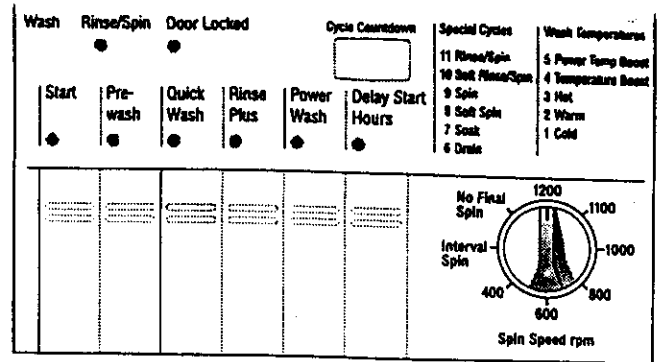 Wash Rinse/Spin Door Locked
Cycle Countdown
Special Cycles
11 Rinse/Spin
10 Soft Rinse/Spin
9 Spin
8 Soft Spin
7 Soak
6 Drain
Wash Temperatures
5 Power Temp Boost
4 Temperature Boost
3 Hot
2 Warm
1 Cold
Start
Pre-
wash
Quick
Wash
Rinse
Plus
Power
Wash
Delay Start
Hours
No Final
Spin
1200
1100
Interval
Spin
1000
400
800
600
Spin Speed rpm